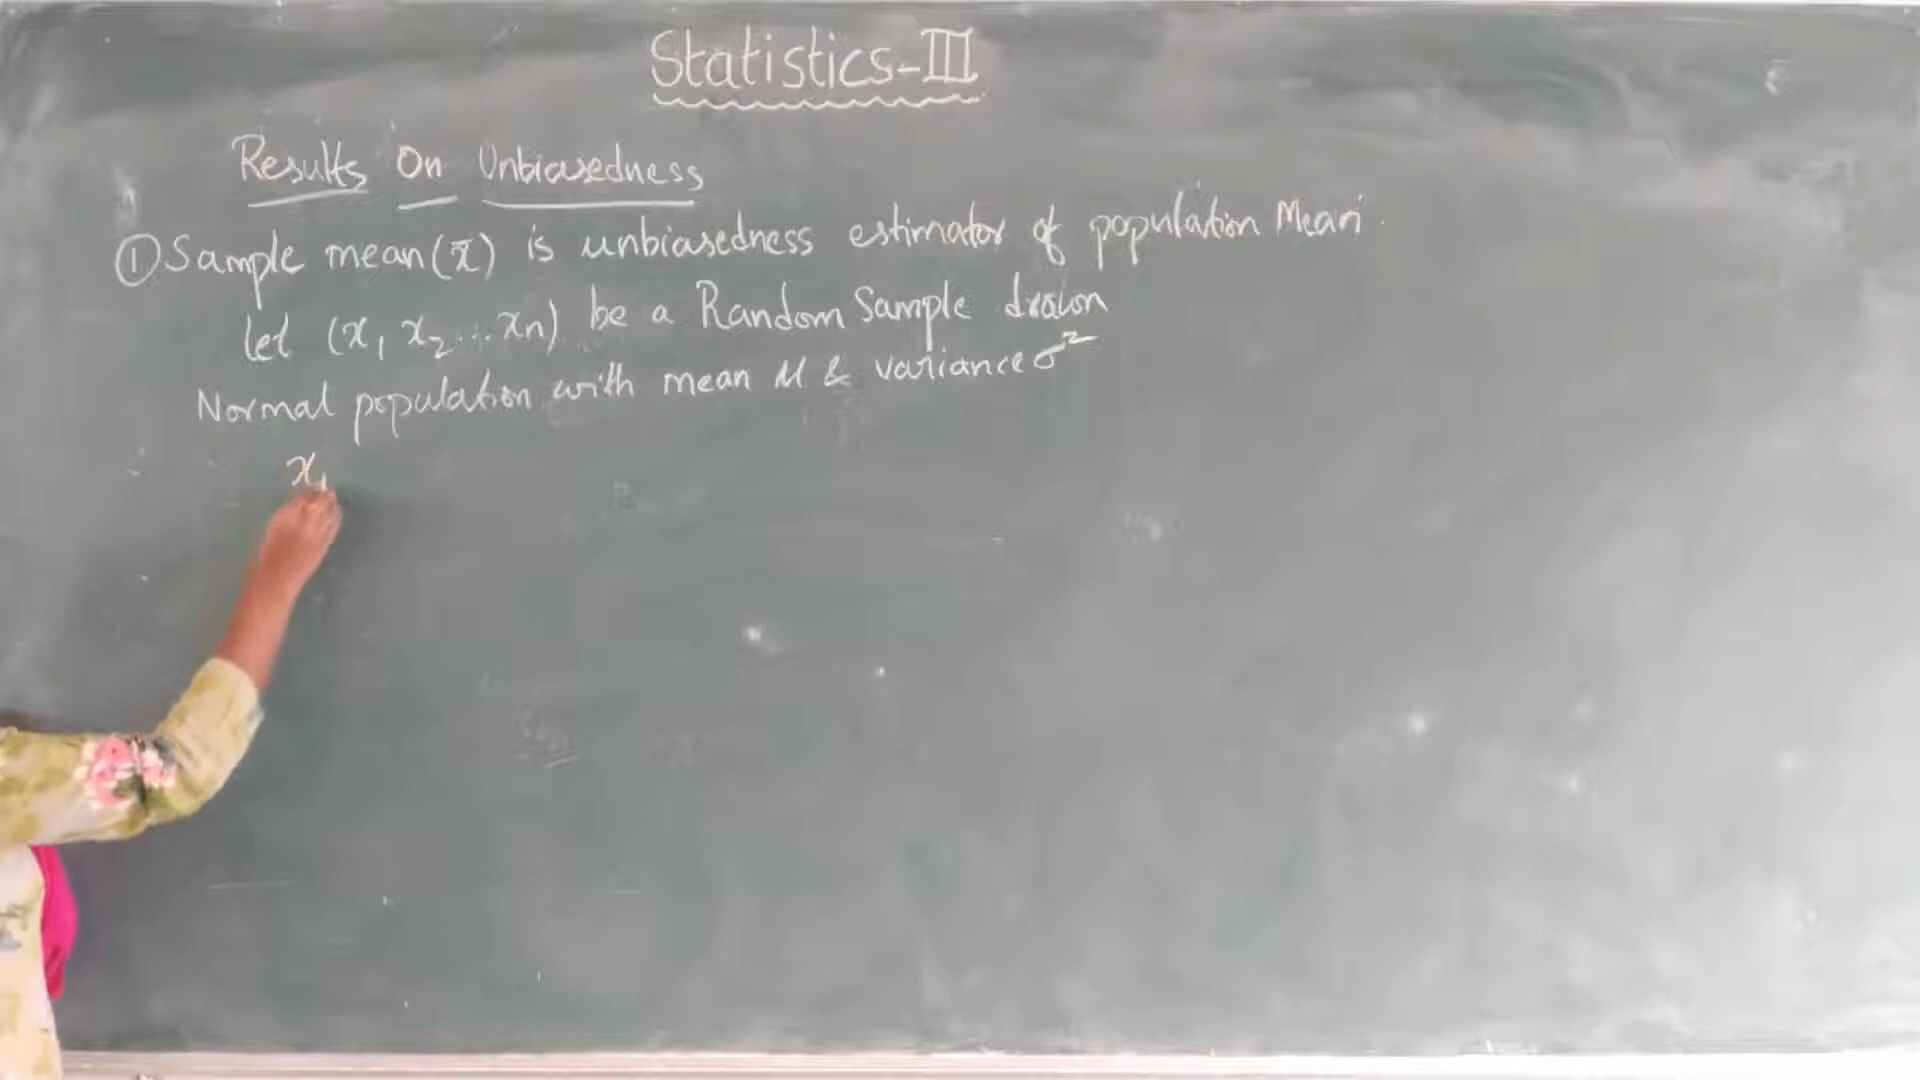 Statistics-III
Results On Unbiasedness
① Sample mean (x̄) is unbiasedness estimator of population Mean.
Let (x₁ x₂...xn) be a Random Sample drawn
Normal population with mean μ & variance σ²
x₁